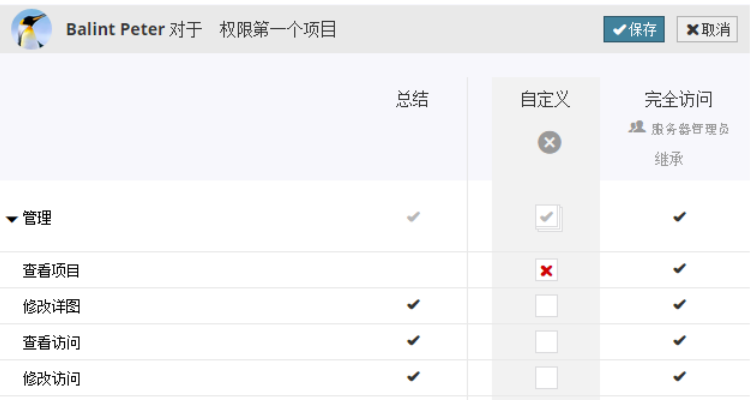 Balint Peter 对于 权限第一个项目 保存 取消
总结 自定义 完全访问
服务器管理员
继承
管理
查看项目
修改详图
查看访问
修改访问